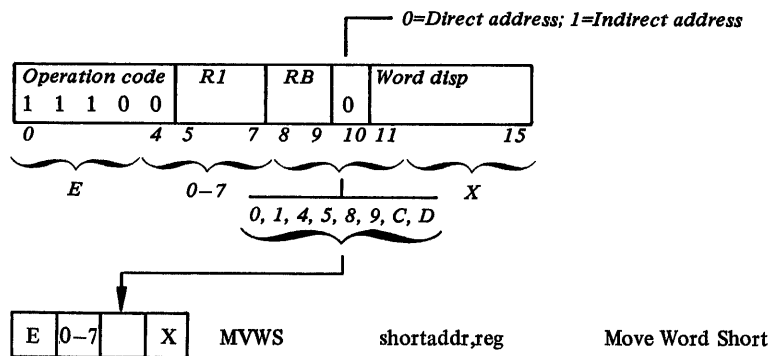 0=Direct address; 1=Indirect address
Operation code R1 RB Word disp
1 1 1 0 0 0
0 4 5 7 8 9 10 11 15
E 0–7 X
0, 1, 4, 5, 8, 9, C, D
E 0–7 X MVWS shortaddr,reg Move Word Short